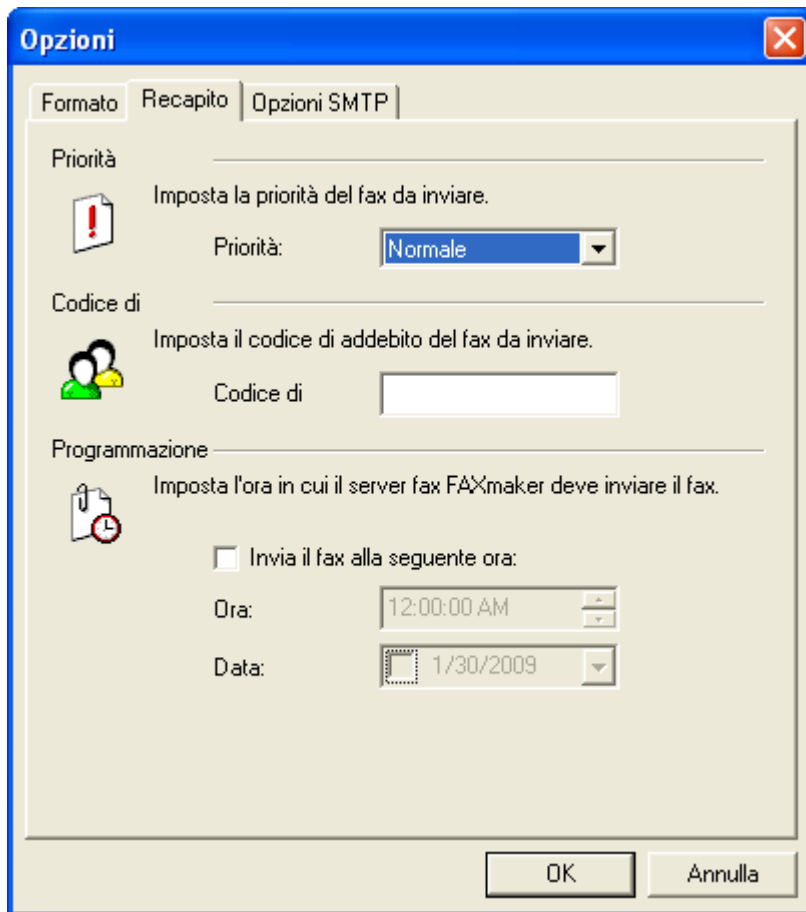 Opzioni
Formato Recapito Opzioni SMTP
Priorità
Imposta la priorità del fax da inviare.
Priorità: Normale
Codice di
Imposta il codice di addebito del fax da inviare.
Codice di
Programmazione
Imposta l'ora in cui il server fax FAXmaker deve inviare il fax.
Invia il fax alla seguente ora:
Ora: 12:00:00 AM
Data: 1/30/2009
OK Annulla